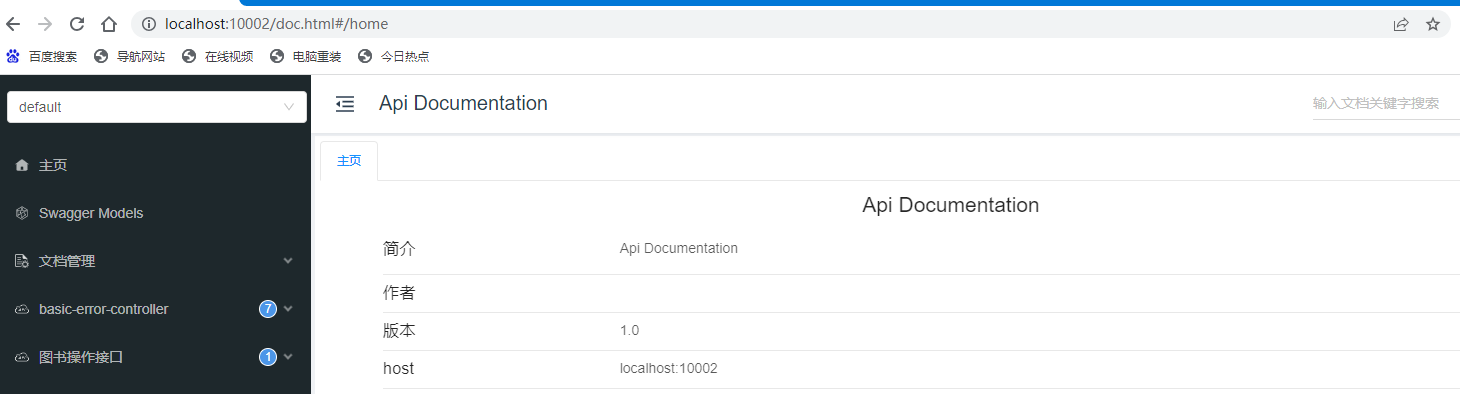 localhost:10002/doc.html#/home
百度搜索 导航网站 在线视频 电脑重装 今日热点
default
Api Documentation
输入文档关键字搜索
主页
Swagger Models
文档管理
basic-error-controller 7
图书操作接口 1
主页
Api Documentation
简介 Api Documentation
作者
版本 1.0
host localhost:10002